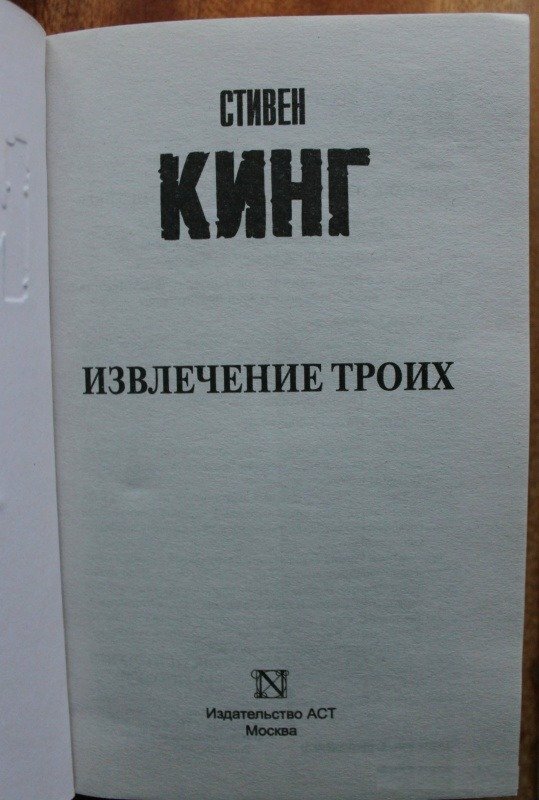 СТИВЕН
КИНГ
ИЗВЛЕЧЕНИЕ ТРОИХ
N
Издательство АСТ
Москва